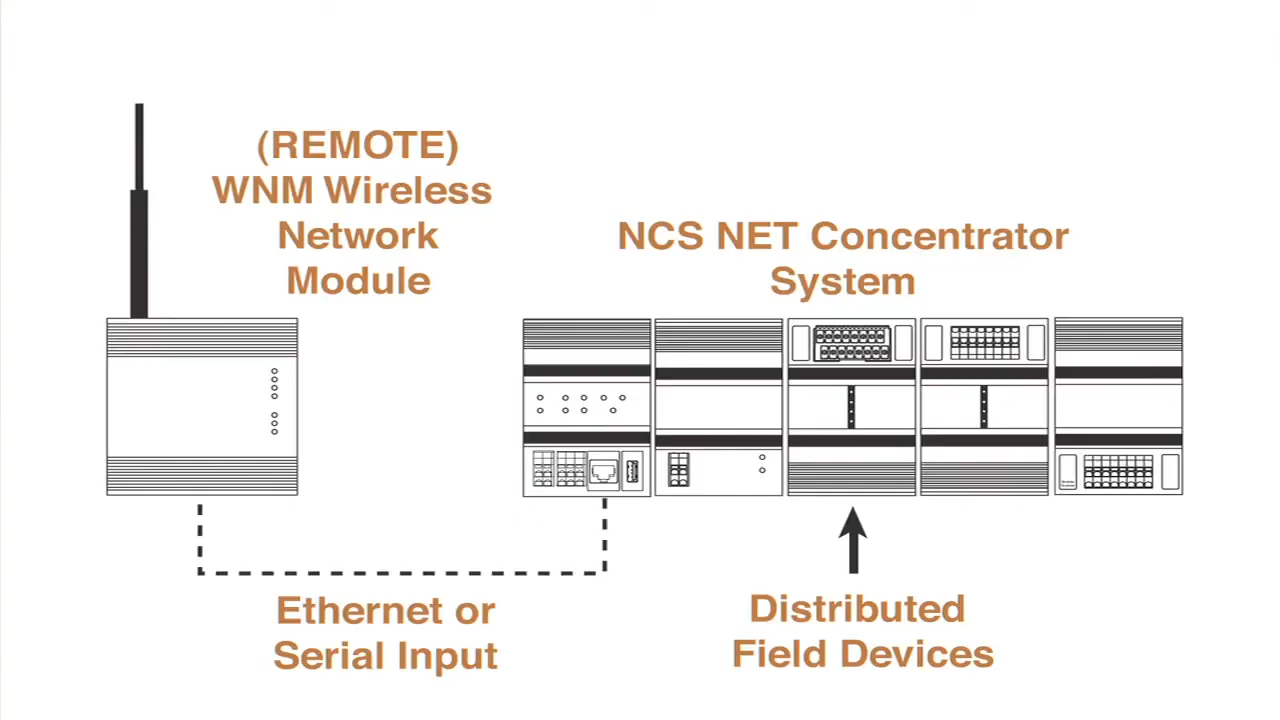 (REMOTE)
WNM Wireless
Network
Module
NCS NET Concentrator
System
Ethernet or
Serial Input
Distributed
Field Devices